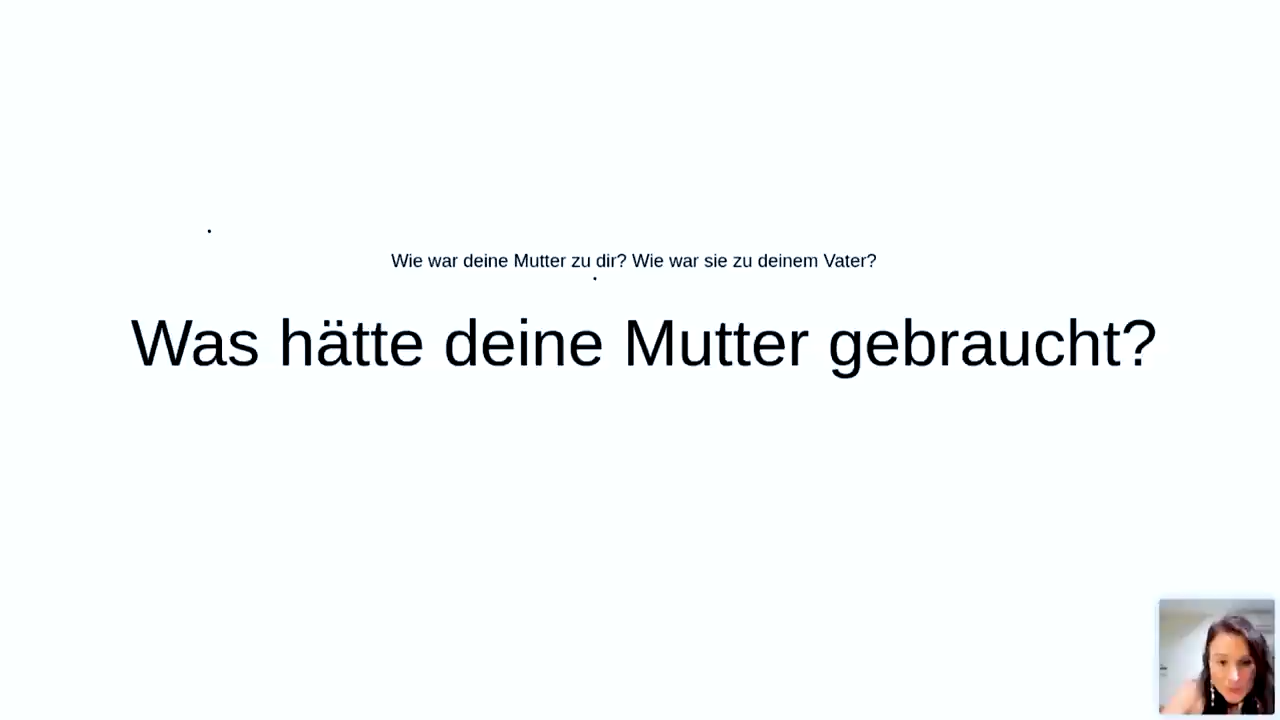 Wie war deine Mutter zu dir? Wie war sie zu deinem Vater?
Was hätte deine Mutter gebraucht?